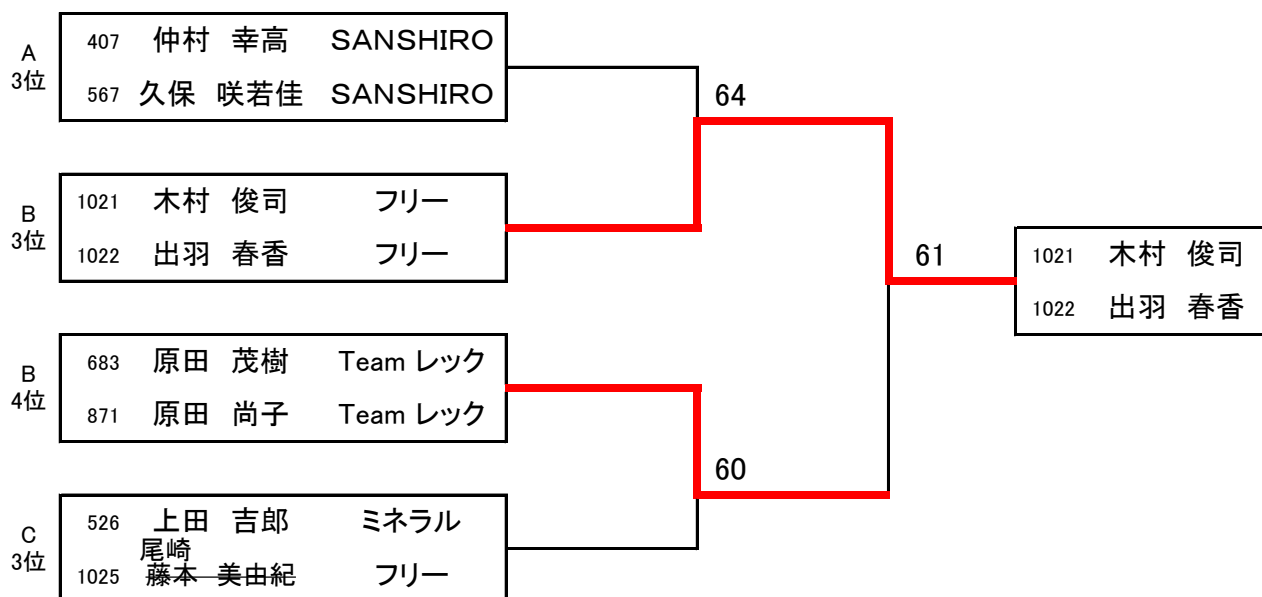 A
3位
407 仲村 幸高 SANSHIRO
567 久保 咲若佳 SANSHIRO
64
B
3位
1021 木村 俊司 フリー
1022 出羽 春香 フリー
61
1021 木村 俊司
1022 出羽 春香
B
4位
683 原田 茂樹 Team レック
871 原田 尚子 Team レック
60
C
3位
526 上田 吉郎 ミネラル
尾崎
1025 藤本 美由紀 フリー